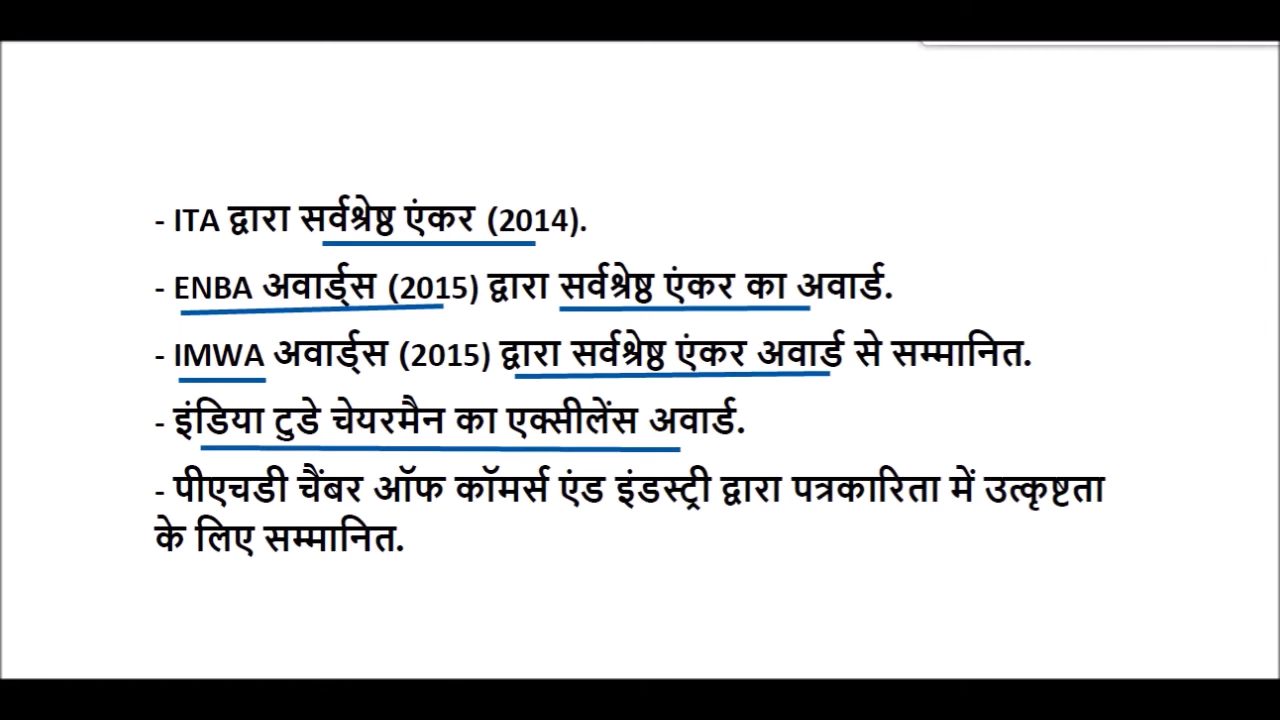 - ITA द्वारा सर्वश्रेष्ठ एंकर (2014).
- ENBA अवार्ड्स (2015) द्वारा सर्वश्रेष्ठ एंकर का अवार्ड.
- IMWA अवार्ड्स (2015) द्वारा सर्वश्रेष्ठ एंकर अवार्ड से सम्मानित.
- इंडिया टुडे चेयरमैन का एक्सीलेंस अवार्ड.
- पीएचडी चैंबर ऑफ कॉमर्स एंड इंडस्ट्री द्वारा पत्रकारिता में उत्कृष्टता
के लिए सम्मानित.